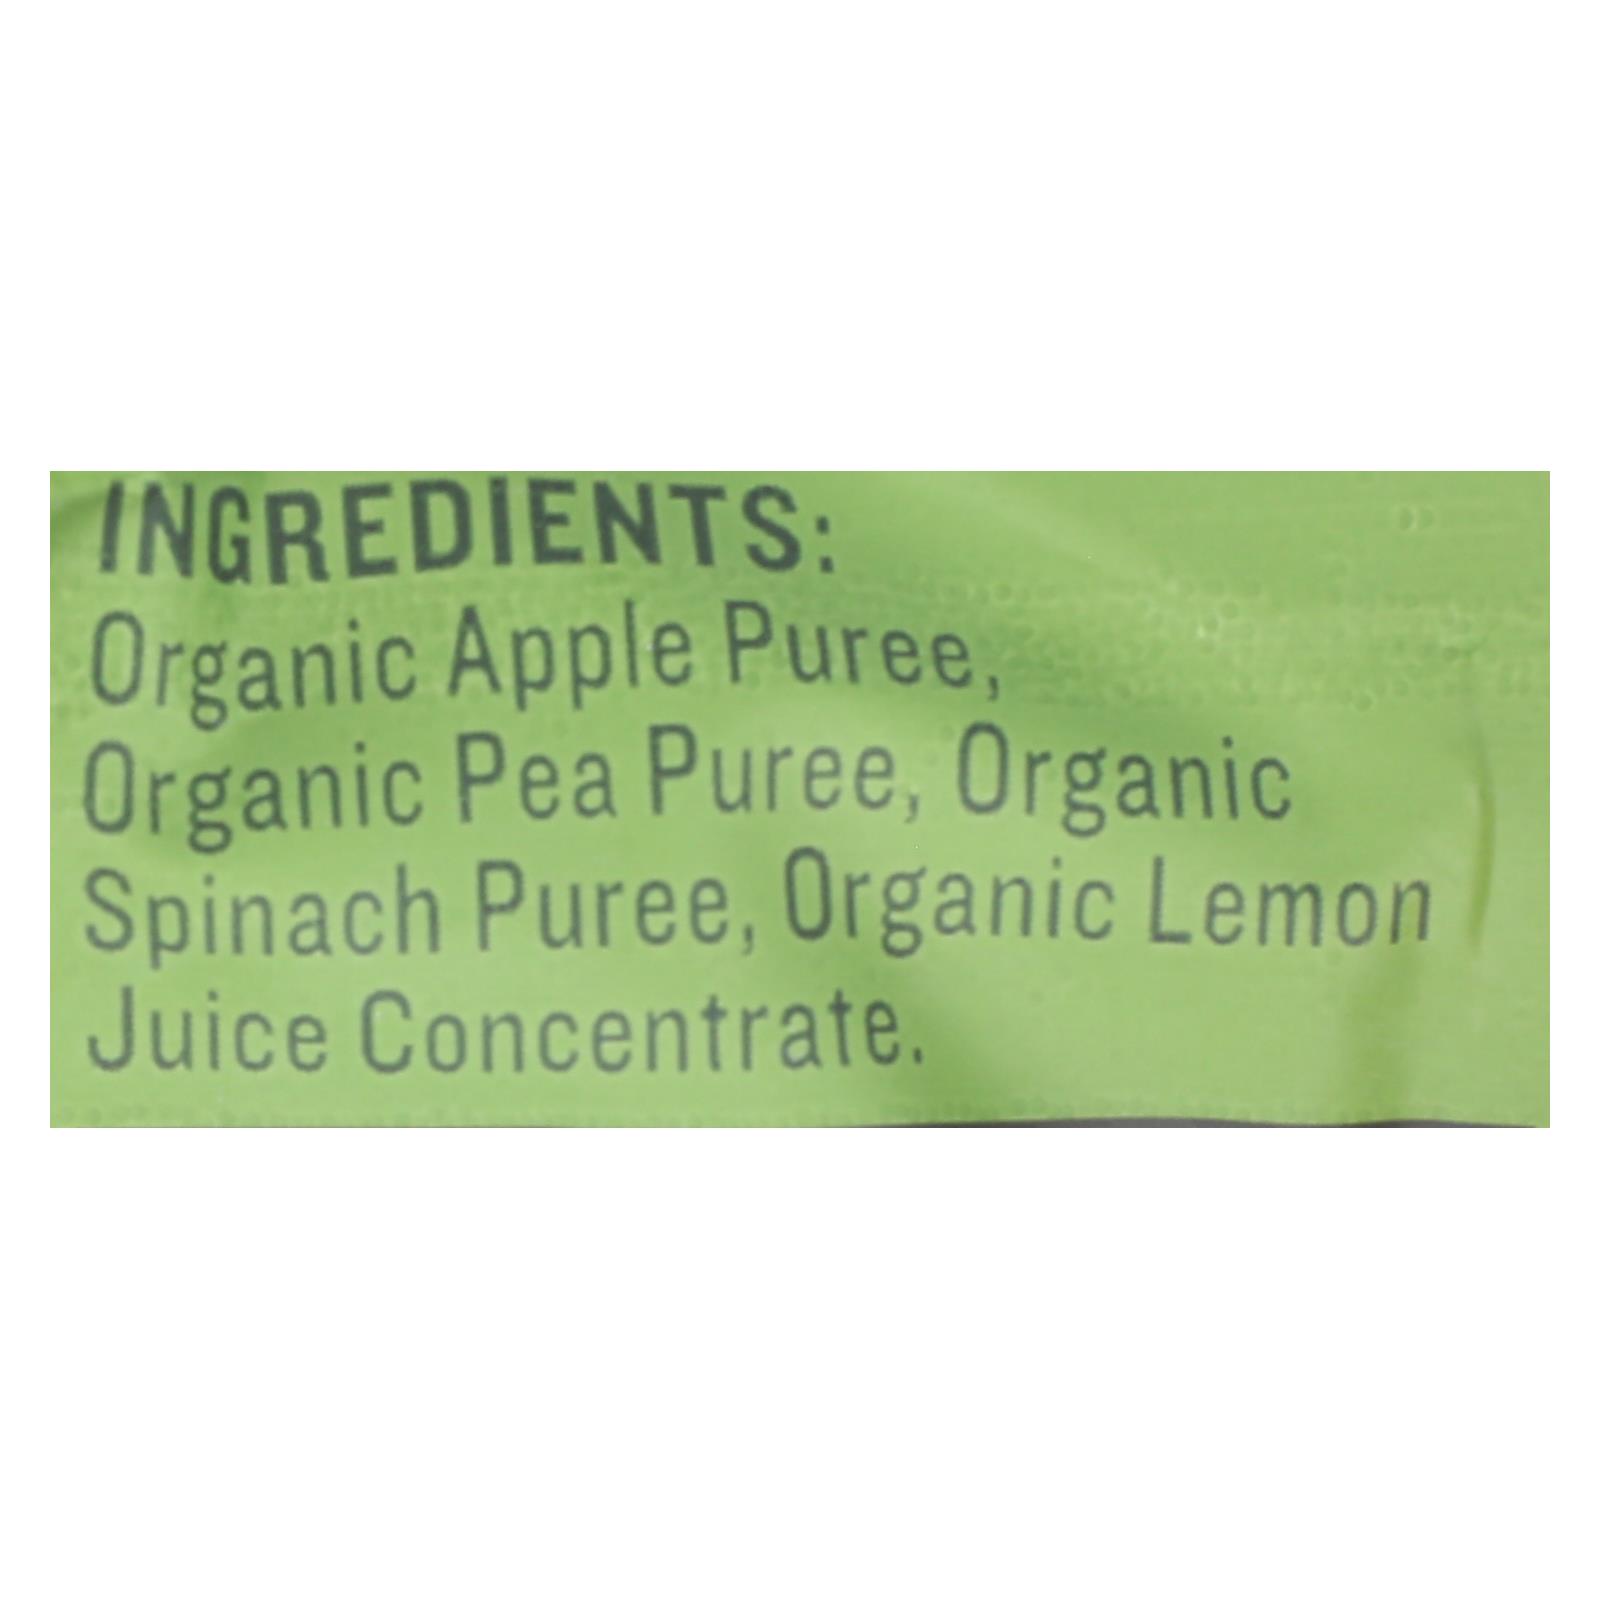 INGREDIENTS:
Organic Apple Puree,
Organic Pea Puree, Organic
Spinach Puree, Organic Lemon
Juice Concentrate.